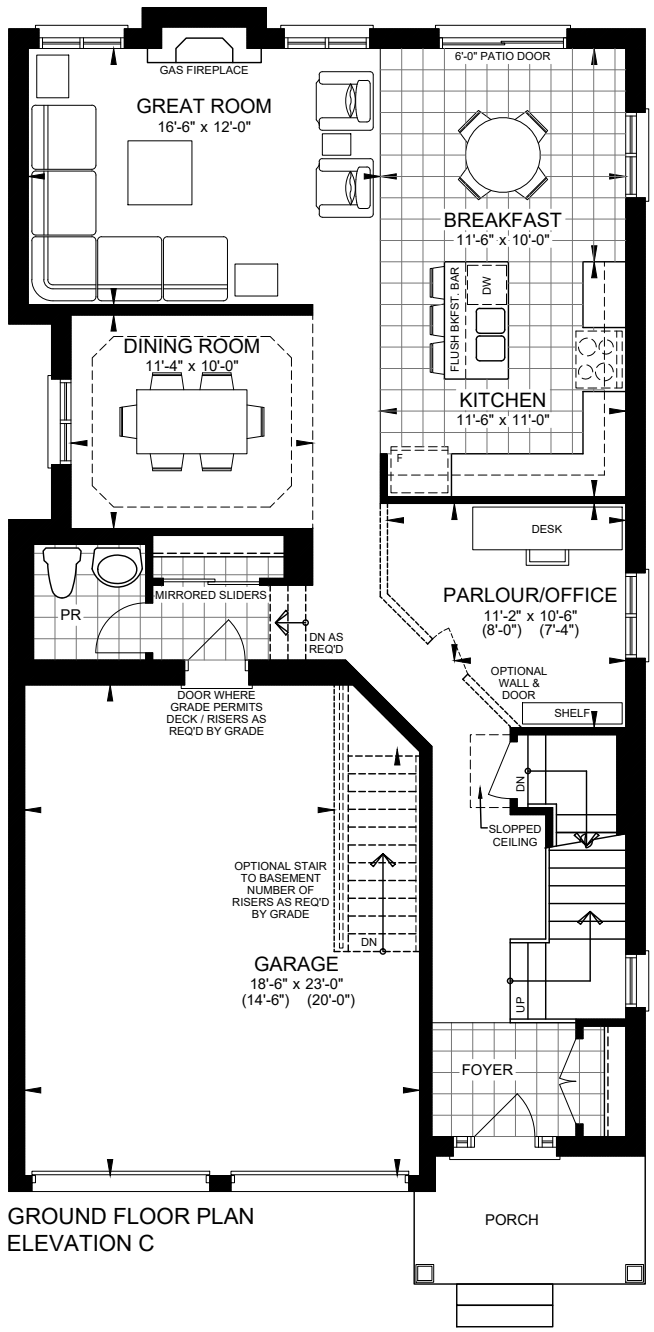 6'-0" PATIO DOOR
GAS FIREPLACE
GREAT ROOM
16'-6" x 12'-0"
BREAKFAST
11'-6" x 10'-0"
FLUSH BKFST. BAR
DW
DINING ROOM
11'-4" x 10'-0"
KITCHEN
11'-6" x 11'-0"
F
DESK
PR
MIRRORED SLIDERS
PARLOUR/OFFICE
11'-2" x 10'-6"
(8'-0") (7'-4")
DN AS
REQ'D
OPTIONAL
WALL &
DOOR
SHELF
DOOR WHERE
GRADE PERMITS
DECK / RISERS AS
REQ'D BY GRADE
DN
SLOPPED
CEILING
OPTIONAL STAIR
TO BASEMENT
NUMBER OF
RISERS AS REQ'D
BY GRADE
DN
GARAGE
18'-6" x 23'-0"
(14'-6") (20'-0")
UP
FOYER
PORCH
GROUND FLOOR PLAN
ELEVATION C